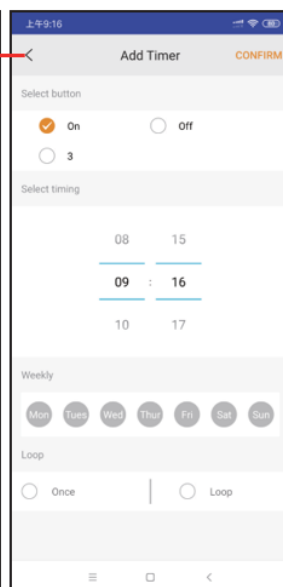 上午9:16
80
Add Timer CONFIRM
Select button
On Off
3
Select timing
08 15
09 : 16
10 17
Weekly
Mon Tues Wed Thur Fri Sat Sun
Loop
Once Loop